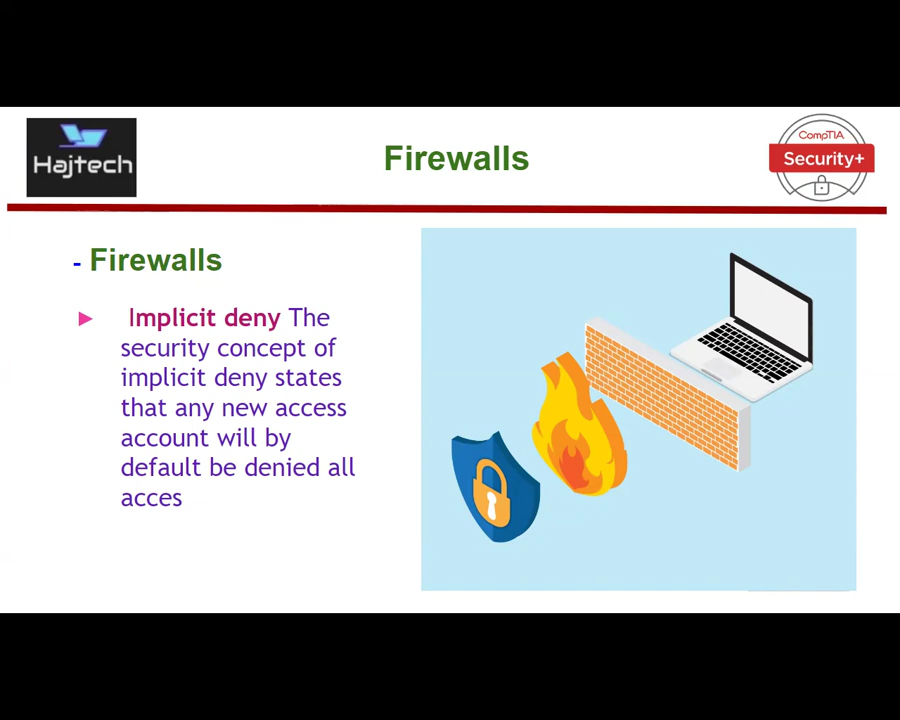 Hajtech
Firewalls
CompTIA
Security+
- Firewalls
► Implicit deny The
security concept of
implicit deny states
that any new access
account will by
default be denied all
acces